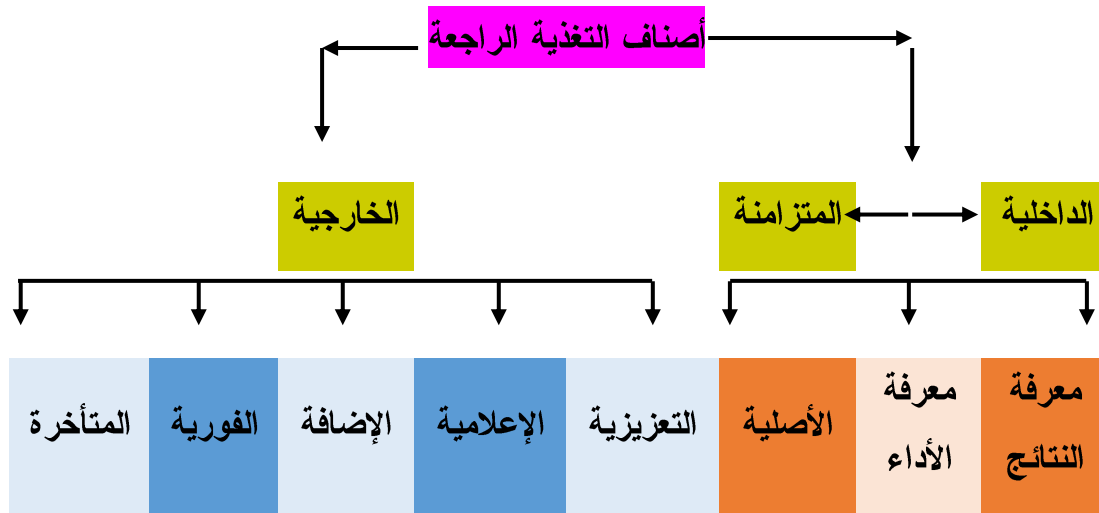 أصناف التغذية الراجعة
الداخلية
المتزامنة
الخارجية
معرفة
النتائج
معرفة
الأداء
الأصلية
التعزيزية
الإعلامية
الإضافة
الفورية
المتأخرة